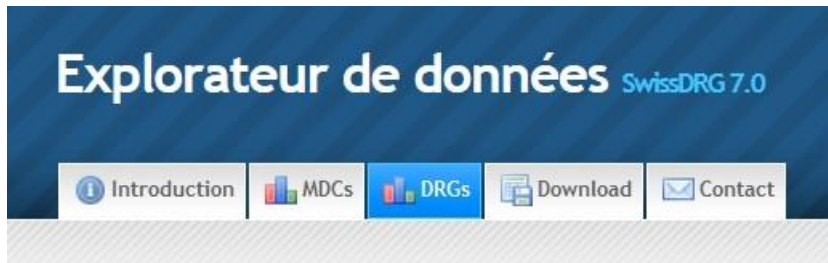 Explorateur de données SwissDRG 7.0
Introduction MDCs DRGs Download Contact